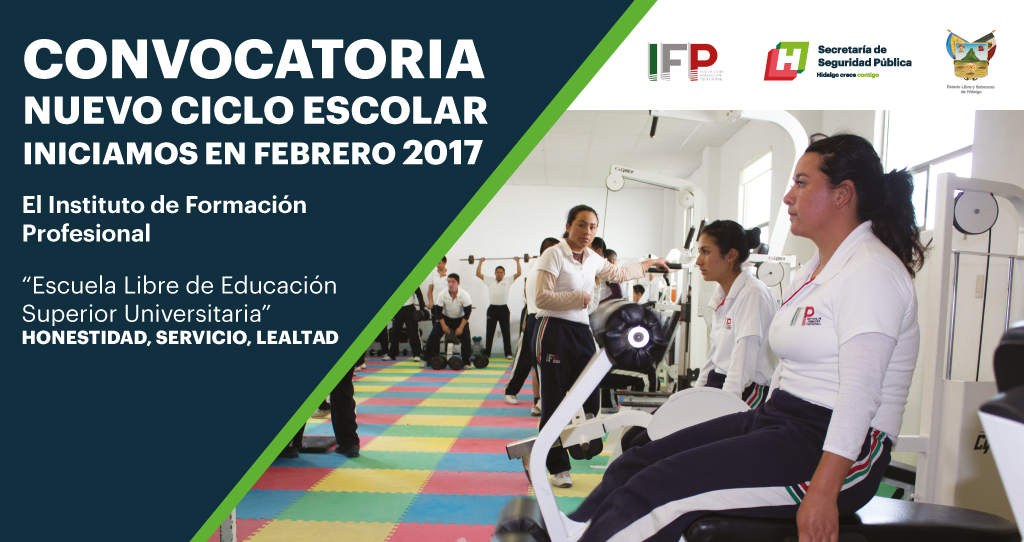 CONVOCATORIA
NUEVO CICLO ESCOLAR
INICIAMOS EN FEBRERO 2017
El Instituto de Formación
Profesional
“Escuela Libre de Educación
Superior Universitaria”
HONESTIDAD, SERVICIO, LEALTAD
IFP
H
Secretaría de
Seguridad Pública
Hidalgo crece contigo
Estado Libre y Soberano
de Hidalgo
IFP